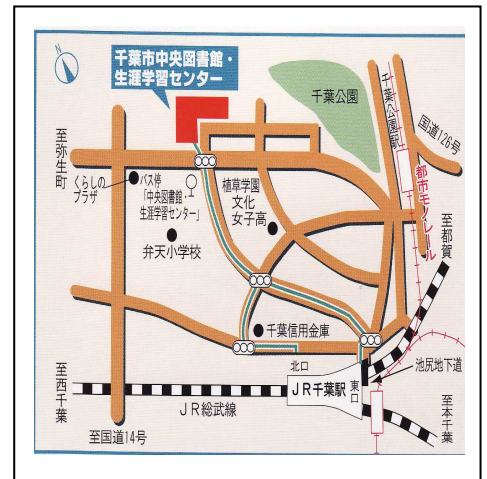 N
千葉市中央図書館・
生涯学習センター
千葉公園
千葉公園駅
国道126号
至弥生町
くらしの
プラザ
バス停
「中央図書館・
生涯学習センター」
植草学園
文化
女子高
都市モノレール
至都賀
弁天小学校
千葉信用金庫
北口
JR千葉駅
東口
池尻地下道
至西千葉
JR総武線
至本千葉
至国道14号